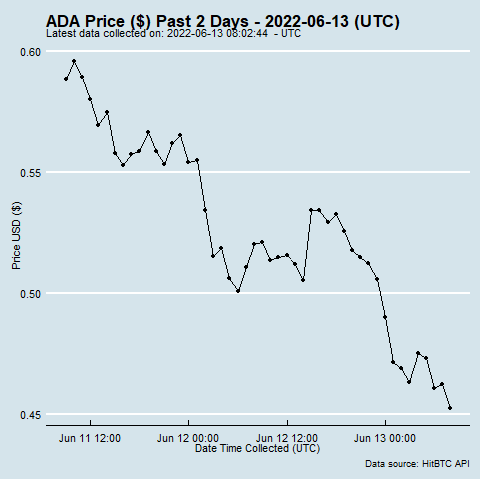 ADA Price ($) Past 2 Days - 2022-06-13 (UTC)
Latest data collected on: 2022-06-13 08:02:44 - UTC
0.60
0.55
0.50
0.45
Price USD ($)
Jun 11 12:00 Jun 12 00:00 Jun 12 12:00 Jun 13 00:00
Date Time Collected (UTC)
Data source: HitBTC API